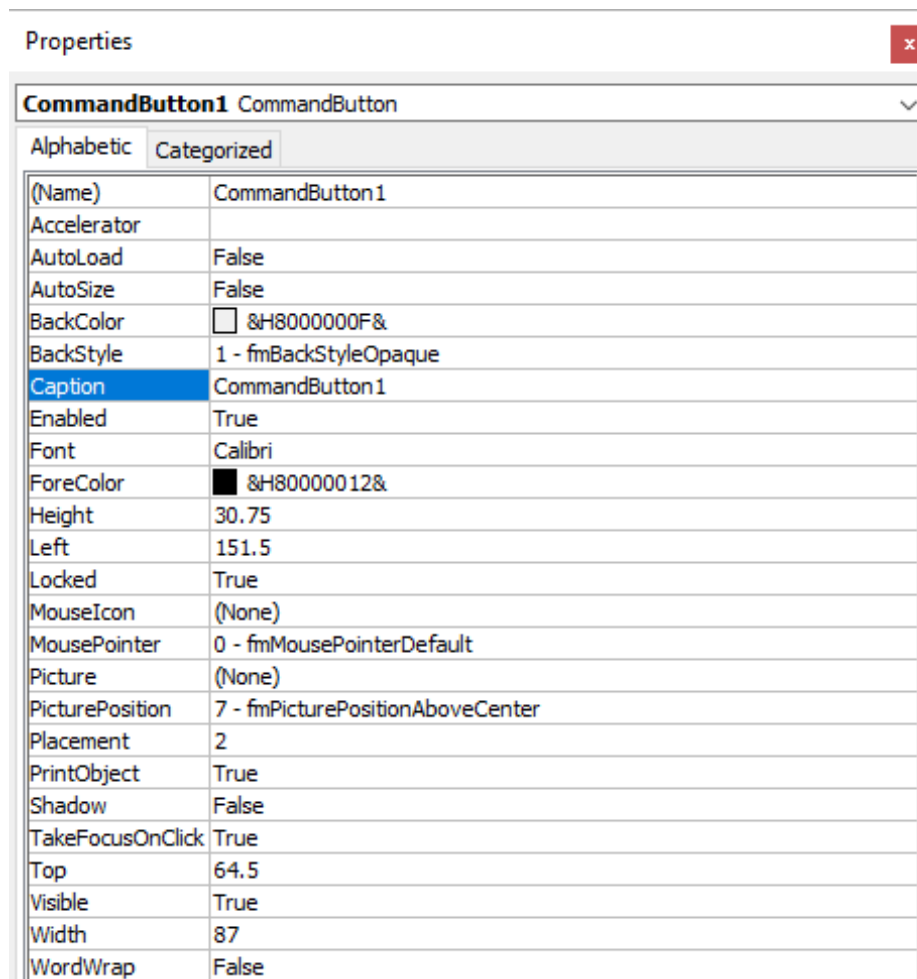 Properties
x
CommandButton1 CommandButton
Alphabetic Categorized
(Name) CommandButton1
Accelerator
AutoLoad False
AutoSize False
BackColor &H8000000F&
BackStyle 1 - fmBackStyleOpaque
Caption CommandButton1
Enabled True
Font Calibri
ForeColor &H80000012&
Height 30.75
Left 151.5
Locked True
MouseIcon (None)
MousePointer 0 - fmMousePointerDefault
Picture (None)
PicturePosition 7 - fmPicturePositionAboveCenter
Placement 2
PrintObject True
Shadow False
TakeFocusOnClick True
Top 64.5
Visible True
Width 87
WordWrap False